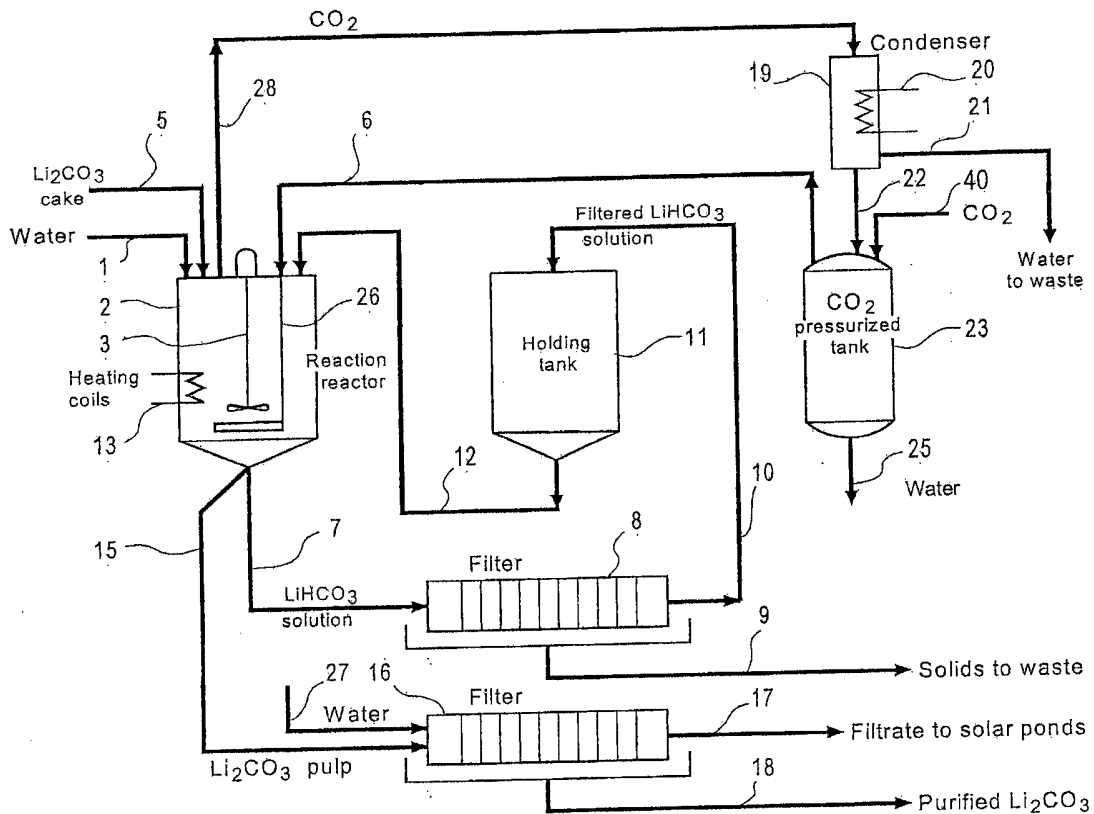 CO2
Condenser
19
20
28
21
5
6
Li2CO3
cake
22
40
Filtered LiHCO3
solution
CO2
Water
1
Water
to waste
2
26
CO2
pressurized
tank
3
11
23
Holding
tank
Reaction
reactor
Heating
coils
13
12
10
25
Water
15
7
8
Filter
LiHCO3
solution
9
Solids to waste
27
16
Filter
17
Water
Filtrate to solar ponds
Li2CO3 pulp
18
Purified Li2CO3